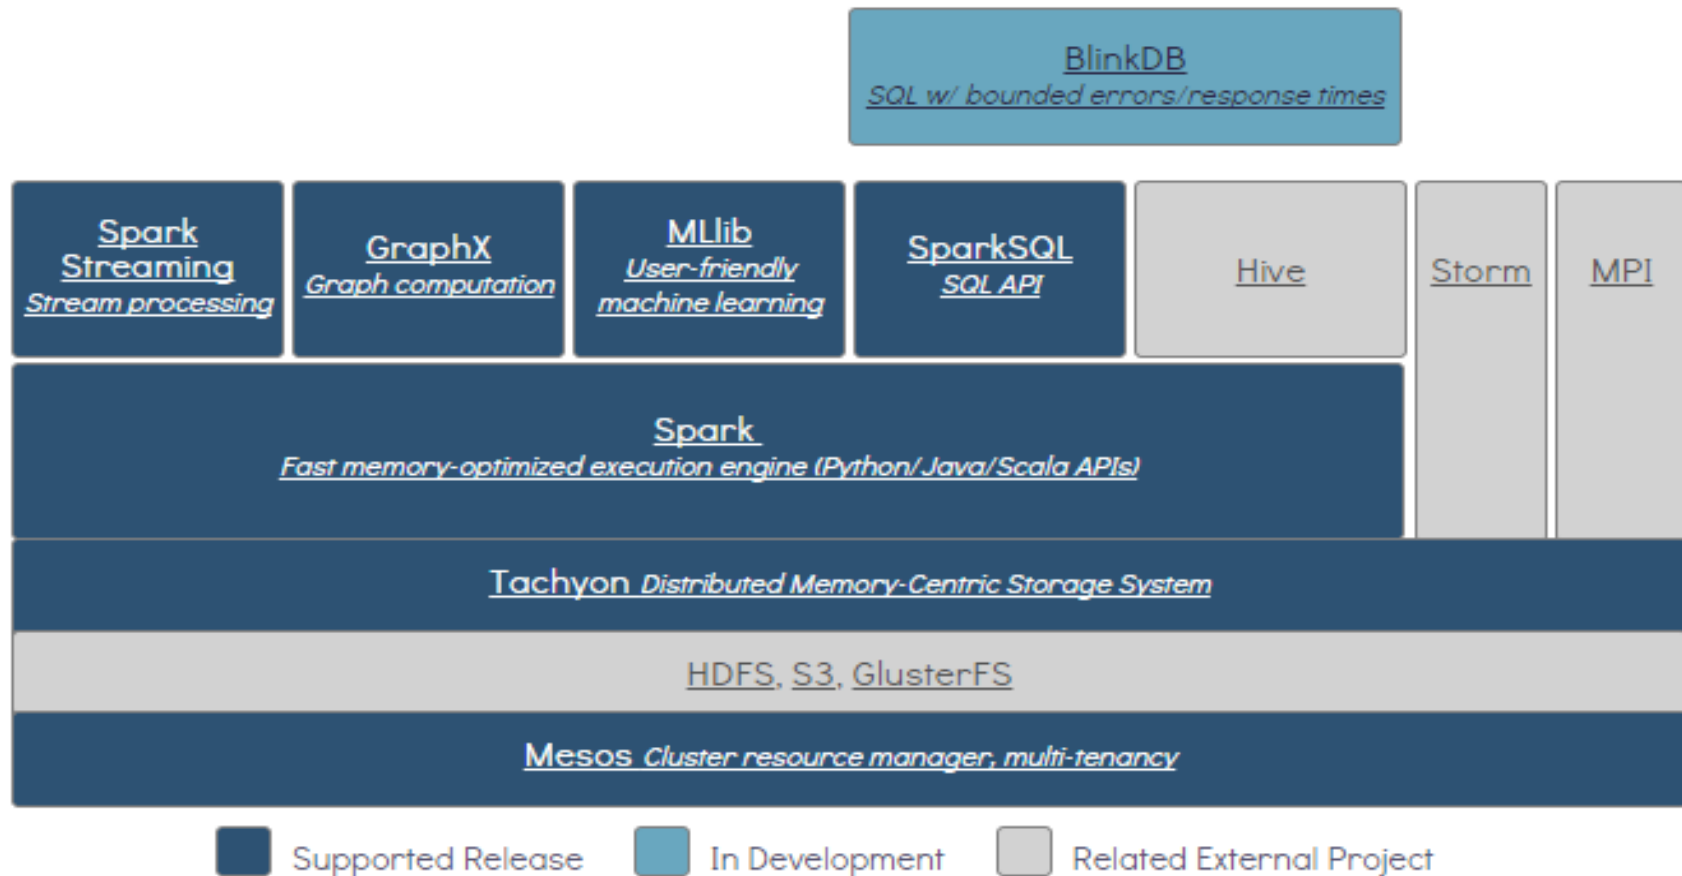 BlinkDB
SQL w/ bounded errors/response times
Spark
Streaming
Stream processing
GraphX
Graph computation
MLlib
User-friendly
machine learning
SparkSQL
SQL API
Hive
Storm
MPI
Spark
Fast memory-optimized execution engine (Python/Java/Scala APIs)
Tachyon Distributed Memory-Centric Storage System
HDFS, S3, GlusterFS
Mesos Cluster resource manager, multi-tenancy
Supported Release
In Development
Related External Project